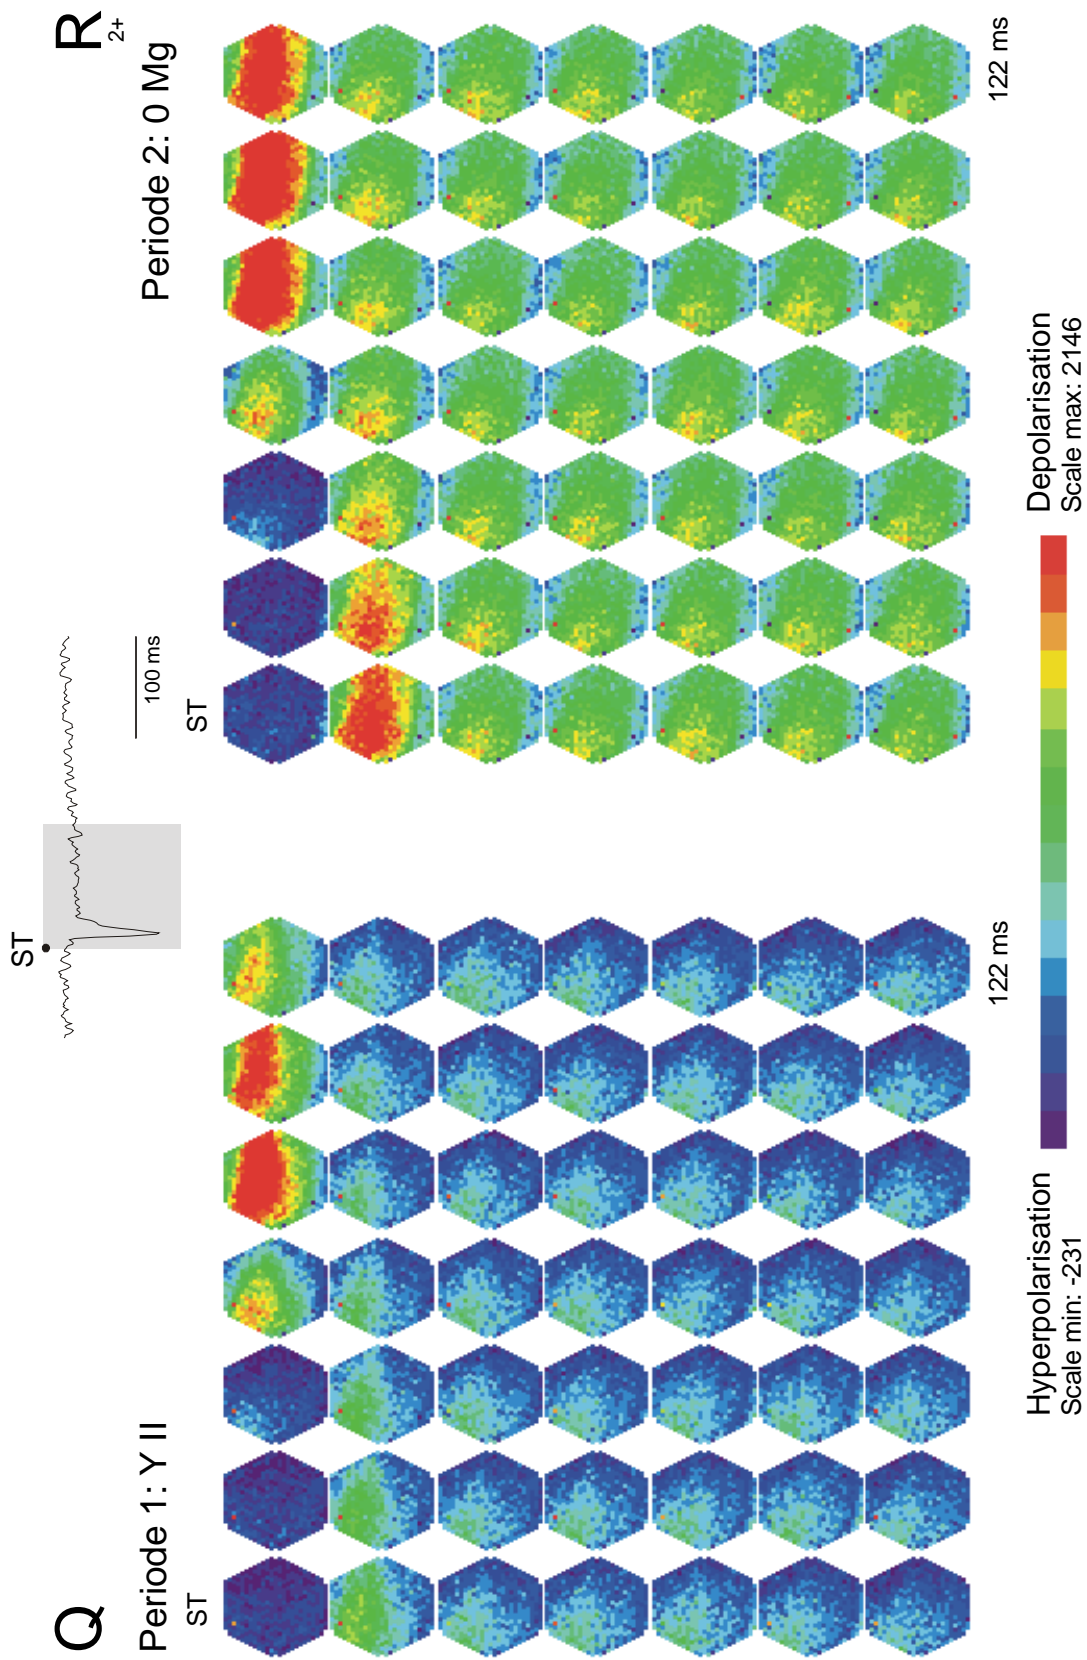 Q
Periode 1: Y II
ST
122 ms
ST
100 ms
R
Periode 2: 0 Mg2+
ST
122 ms
Hyperpolarisation
Scale min: -231
Depolarisation
Scale max: 2146